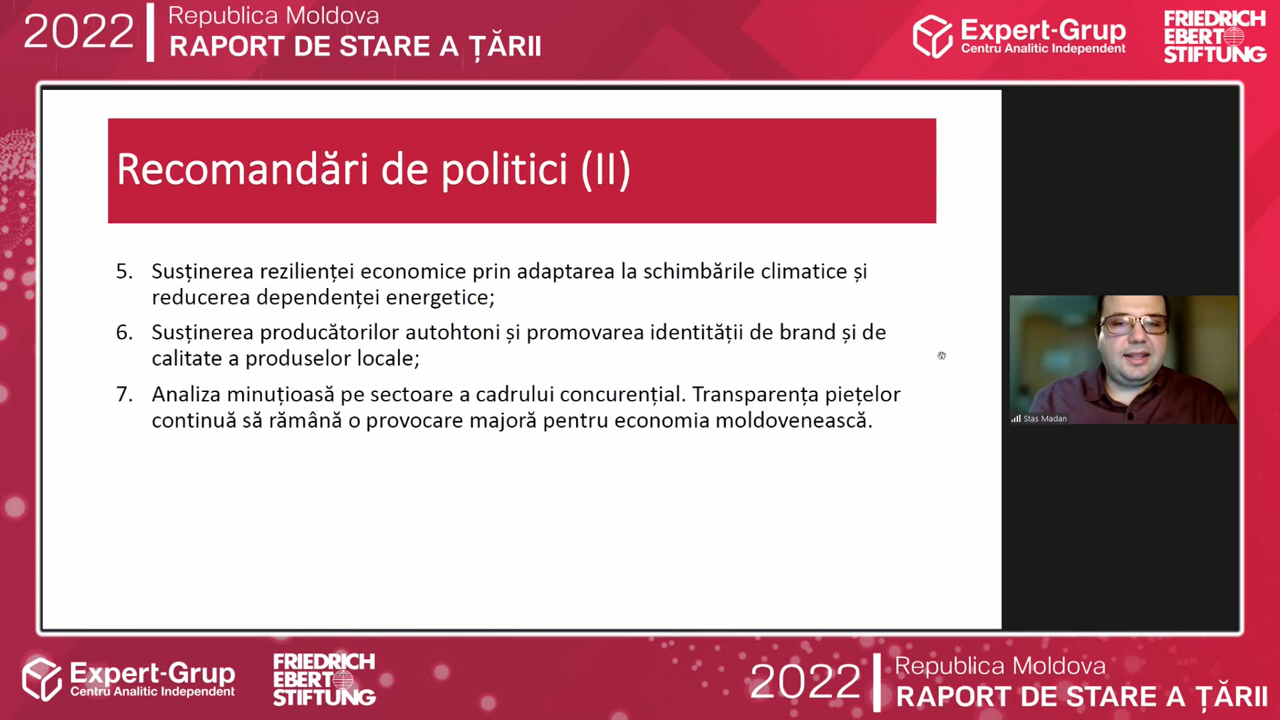 2022
Republica Moldova
RAPORT DE STARE A ȚĂRII
Expert-Grup
Centru Analitic Independent
FRIEDRICH
EBERT
STIFTUNG
Recomandări de politici (II)
5. Susținerea rezilienței economice prin adaptarea la schimbările climatice și
reducerea dependenței energetice;
6. Susținerea producătorilor autohtoni și promovarea identității de brand și de
calitate a produselor locale;
7. Analiza minuțioasă pe sectoare a cadrului concurențial. Transparența piețelor
continuă să rămână o provocare majoră pentru economia moldovenească.
Stas Madan
Expert-Grup
Centru Analitic Independent
FRIEDRICH
EBERT
STIFTUNG
2022
Republica Moldova
RAPORT DE STARE A ȚĂRII